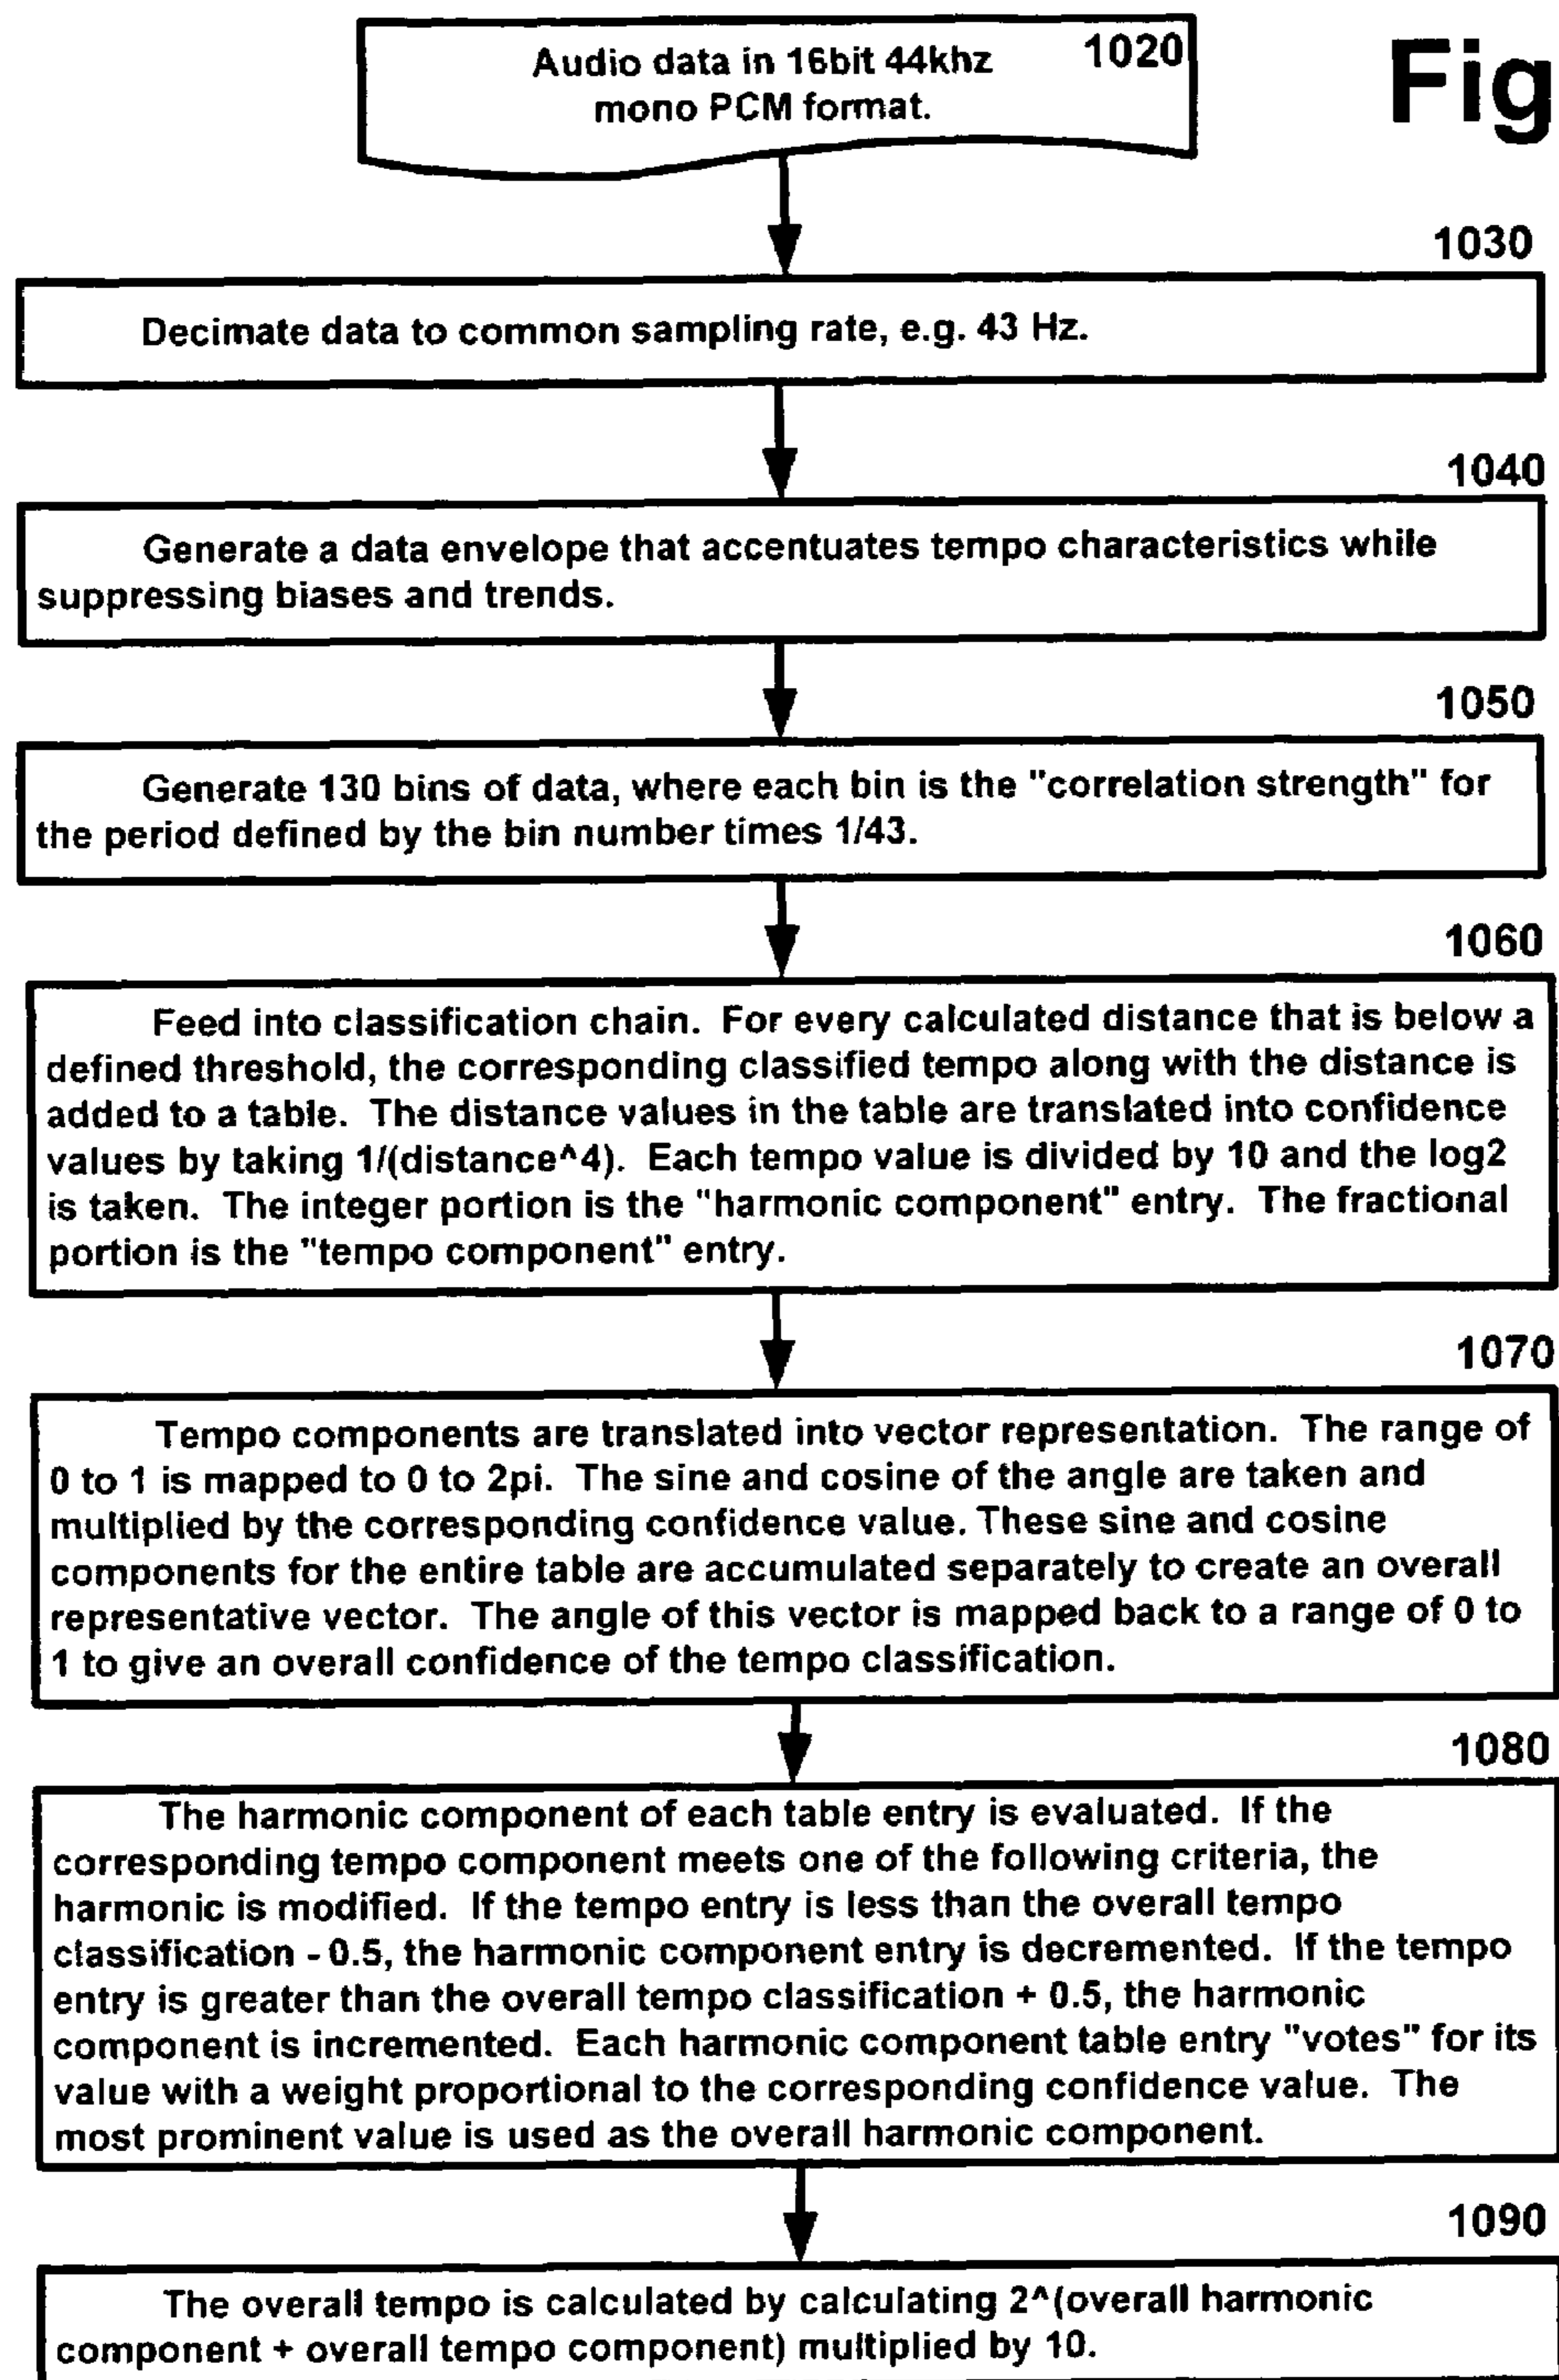 Audio data in 16bit 44khz
mono PCM format.
1020
Fig
1030
Decimate data to common sampling rate, e.g. 43 Hz.
1040
Generate a data envelope that accentuates tempo characteristics while
suppressing biases and trends.
1050
Generate 130 bins of data, where each bin is the "correlation strength" for
the period defined by the bin number times 1/43.
1060
Feed into classification chain. For every calculated distance that is below a
defined threshold, the corresponding classified tempo along with the distance is
added to a table. The distance values in the table are translated into confidence
values by taking 1/(distance^4). Each tempo value is divided by 10 and the log2
is taken. The integer portion is the "harmonic component" entry. The fractional
portion is the "tempo component" entry.
1070
Tempo components are translated into vector representation. The range of
0 to 1 is mapped to 0 to 2pi. The sine and cosine of the angle are taken and
multiplied by the corresponding confidence value. These sine and cosine
components for the entire table are accumulated separately to create an overall
representative vector. The angle of this vector is mapped back to a range of 0 to
1 to give an overall confidence of the tempo classification.
1080
The harmonic component of each table entry is evaluated. If the
corresponding tempo component meets one of the following criteria, the
harmonic is modified. If the tempo entry is less than the overall tempo
classification - 0.5, the harmonic component entry is decremented. If the tempo
entry is greater than the overall tempo classification + 0.5, the harmonic
component is incremented. Each harmonic component table entry "votes" for its
value with a weight proportional to the corresponding confidence value. The
most prominent value is used as the overall harmonic component.
1090
The overall tempo is calculated by calculating 2^(overall harmonic
component + overall tempo component) multiplied by 10.